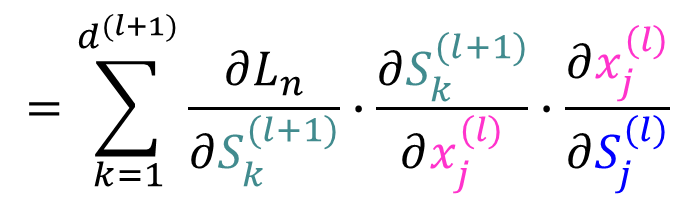 $= \sum_{k=1}^{d^{(l+1)}} \frac{\partial L_n}{\partial S_k^{(l+1)}} \cdot \frac{\partial S_k^{(l+1)}}{\partial x_j^{(l)}} \cdot \frac{\partial x_j^{(l)}}{\partial S_j^{(l)}}$